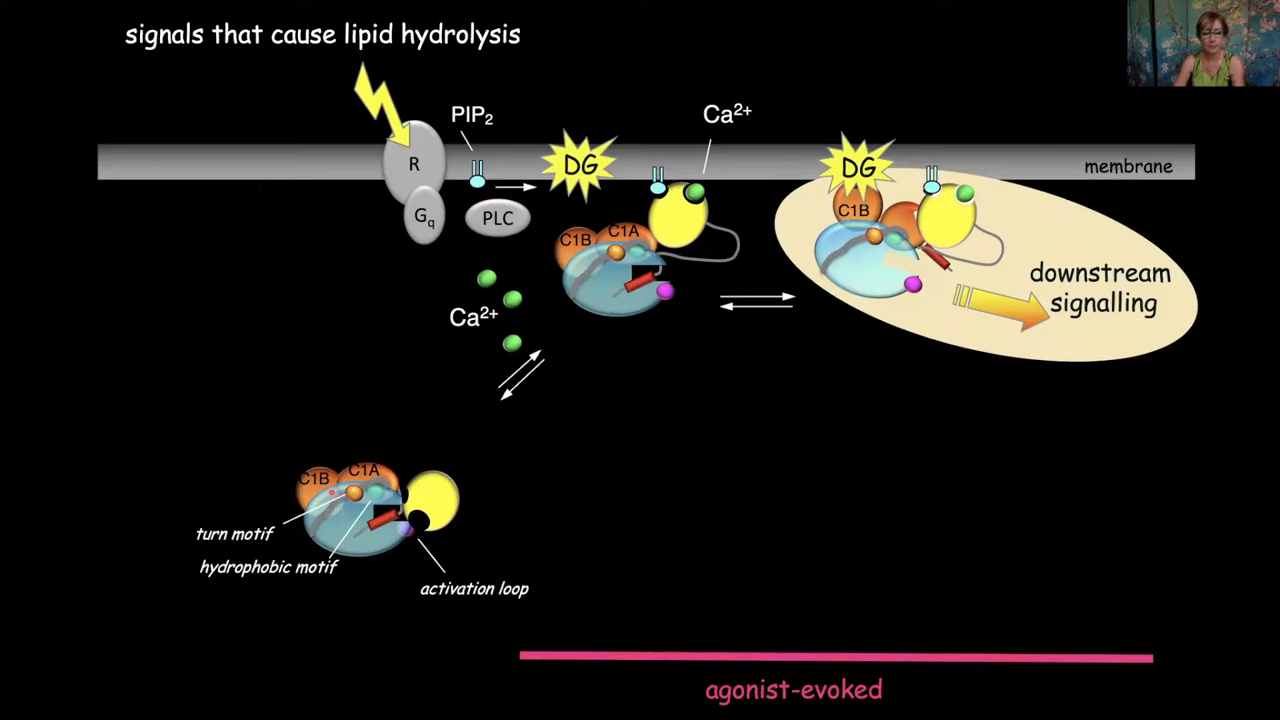 signals that cause lipid hydrolysis
PIP₂
Ca²⁺
R
DG
DG
membrane
Gq
PLC
C1B
C1A
C1B
Ca²⁺
downstream
signalling
C1B
C1A
turn motif
hydrophobic motif
activation loop
agonist-evoked